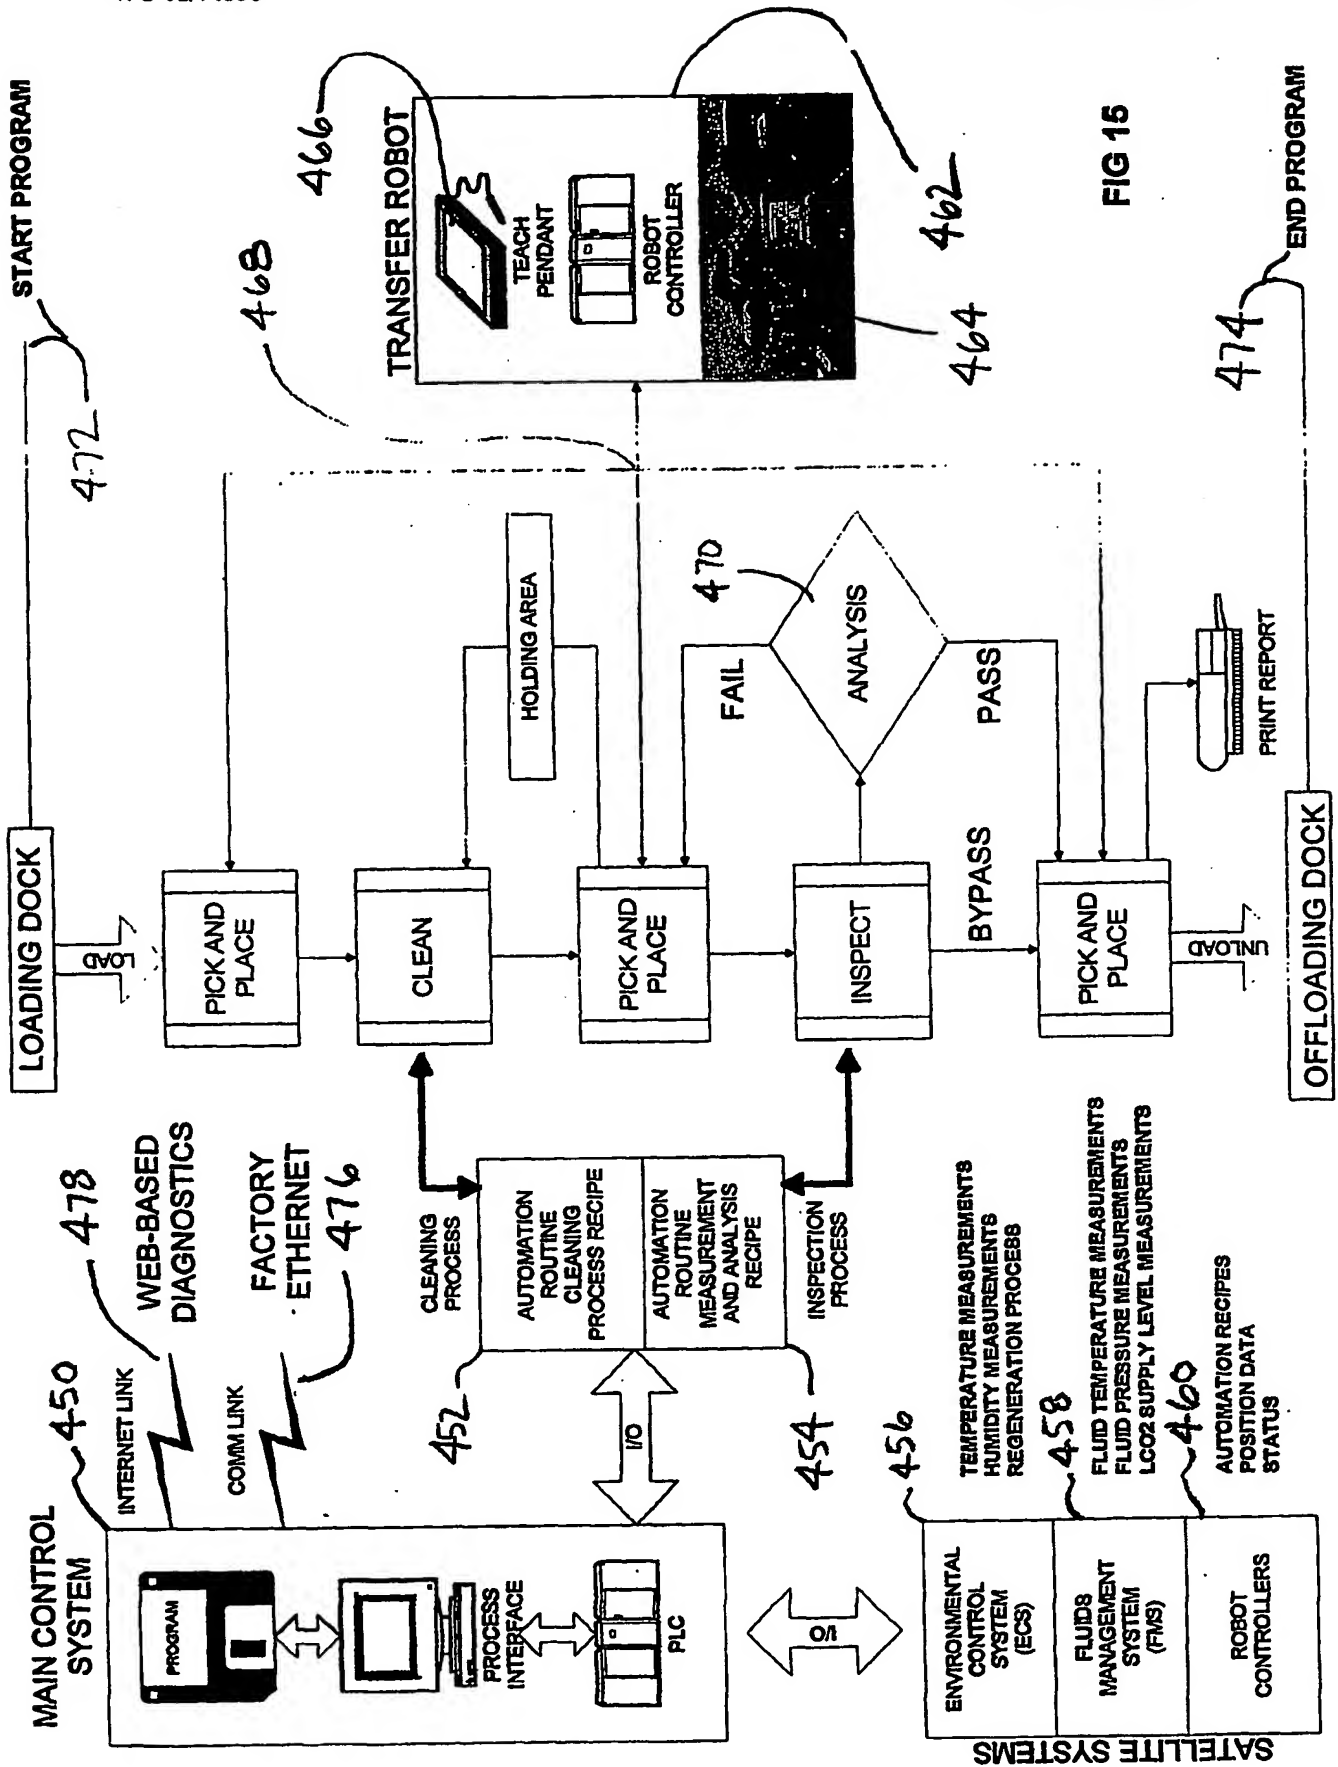 START PROGRAM
472
LOADING DOCK
LOAD
PICK AND
PLACE
CLEAN
HOLDING AREA
PICK AND
PLACE
468
466
TRANSFER ROBOT
TEACH
PENDANT
ROBOT
CONTROLLER
462
464
INSPECT
470
ANALYSIS
FAIL
PASS
BYPASS
PICK AND
PLACE
PRINT REPORT
UNLOAD
OFFLOADING DOCK
474
END PROGRAM
FIG 15
MAIN CONTROL
SYSTEM
450
PROGRAM
PROCESS
INTERFACE
PLC
INTERNET LINK
478
WEB-BASED
DIAGNOSTICS
COMM LINK
FACTORY
ETHERNET
476
I/O
452
CLEANING
PROCESS
AUTOMATION
ROUTINE
CLEANING
PROCESS RECIPE
AUTOMATION
ROUTINE
MEASUREMENT
AND ANALYSIS
RECIPE
454
INSPECTION
PROCESS
I/O
SATELLITE SYSTEMS
ENVIRONMENTAL
CONTROL
SYSTEM
(ECS)
456
TEMPERATURE MEASUREMENTS
HUMIDITY MEASUREMENTS
REGENERATION PROCESS
FLUIDS
MANAGEMENT
SYSTEM
(FMS)
458
FLUID TEMPERATURE MEASUREMENTS
FLUID PRESSURE MEASUREMENTS
LCO2 SUPPLY LEVEL MEASUREMENTS
ROBOT
CONTROLLERS
460
AUTOMATION RECIPES
POSITION DATA
STATUS